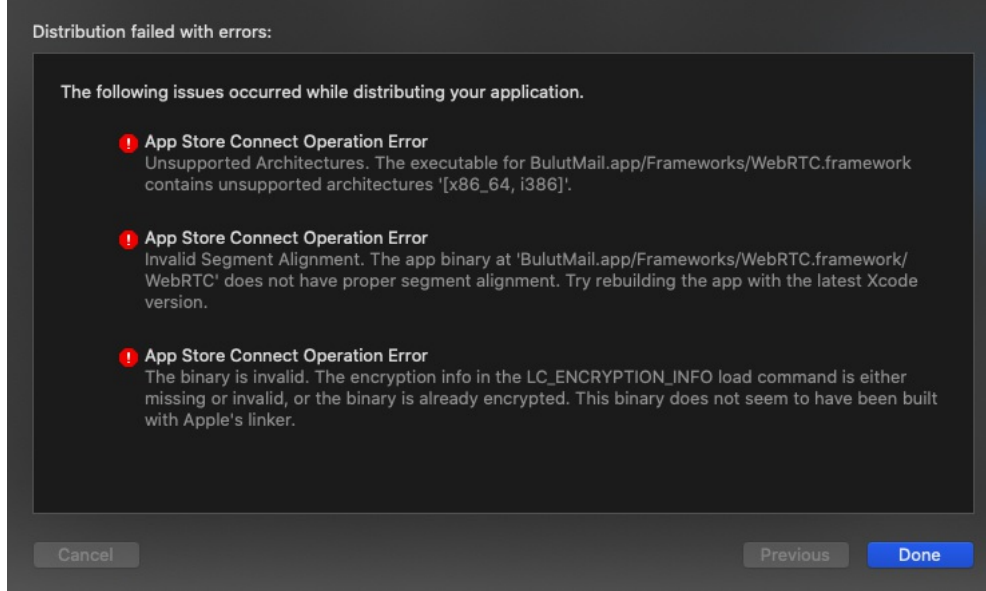 Distribution failed with errors:
The following issues occurred while distributing your application.
App Store Connect Operation Error
Unsupported Architectures. The executable for BulutMail.app/Frameworks/WebRTC.framework
contains unsupported architectures '[x86_64, i386]'.
App Store Connect Operation Error
Invalid Segment Alignment. The app binary at 'BulutMail.app/Frameworks/WebRTC.framework/
WebRTC' does not have proper segment alignment. Try rebuilding the app with the latest Xcode
version.
App Store Connect Operation Error
The binary is invalid. The encryption info in the LC_ENCRYPTION_INFO load command is either
missing or invalid, or the binary is already encrypted. This binary does not seem to have been built
with Apple's linker.
Cancel
Previous
Done